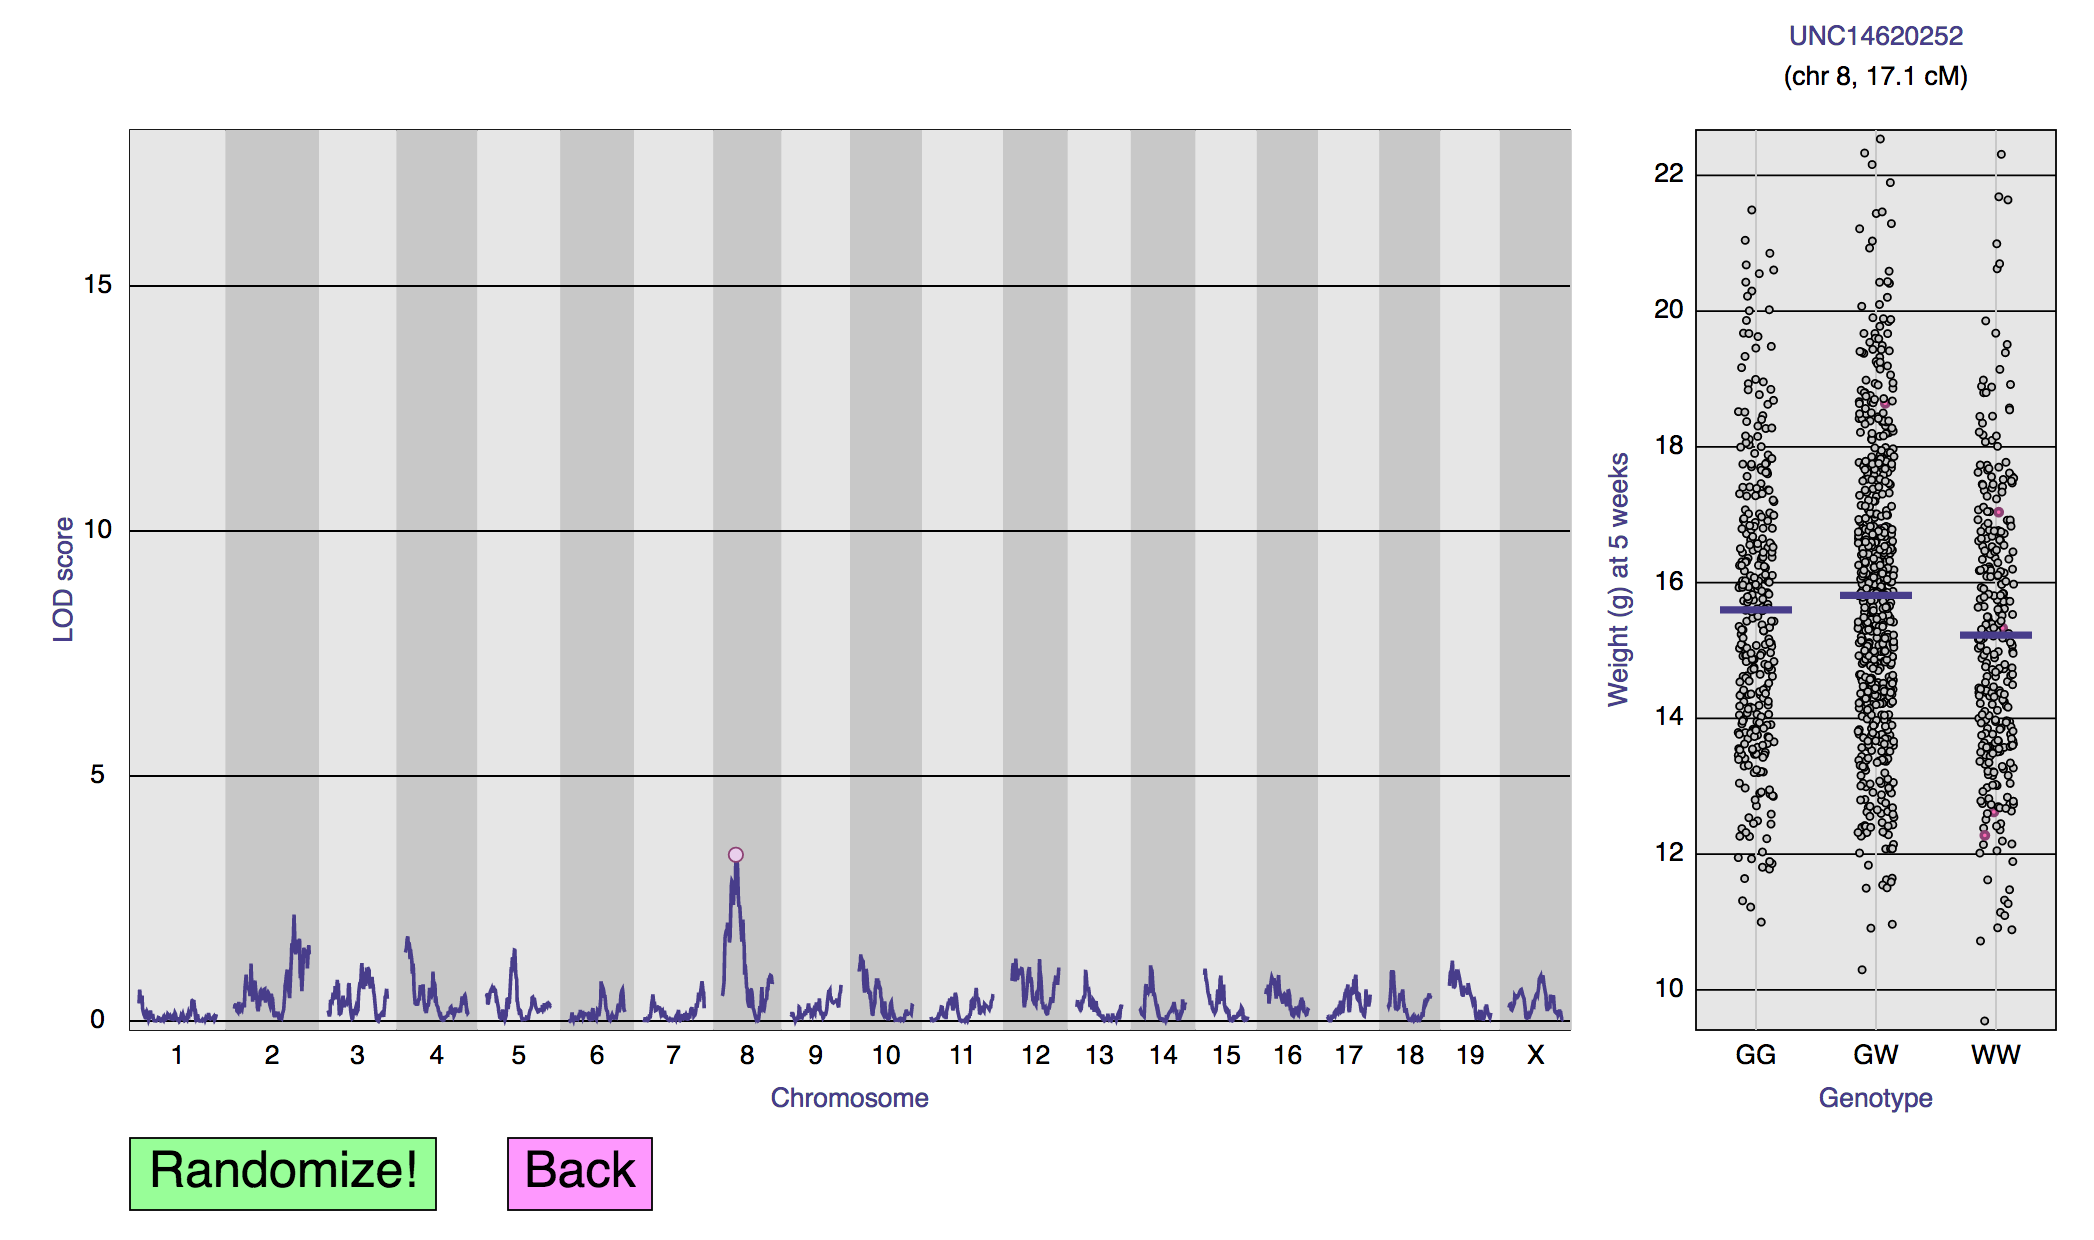 UNC14620252
(chr 8, 17.1 cM)
LOD score
15
10
5
0
1 2 3 4 5 6 7 8 9 10 11 12 13 14 15 16 17 18 19 X
Chromosome
Weight (g) at 5 weeks
22
20
18
16
14
12
10
GG GW WW
Genotype
Randomize!
Back